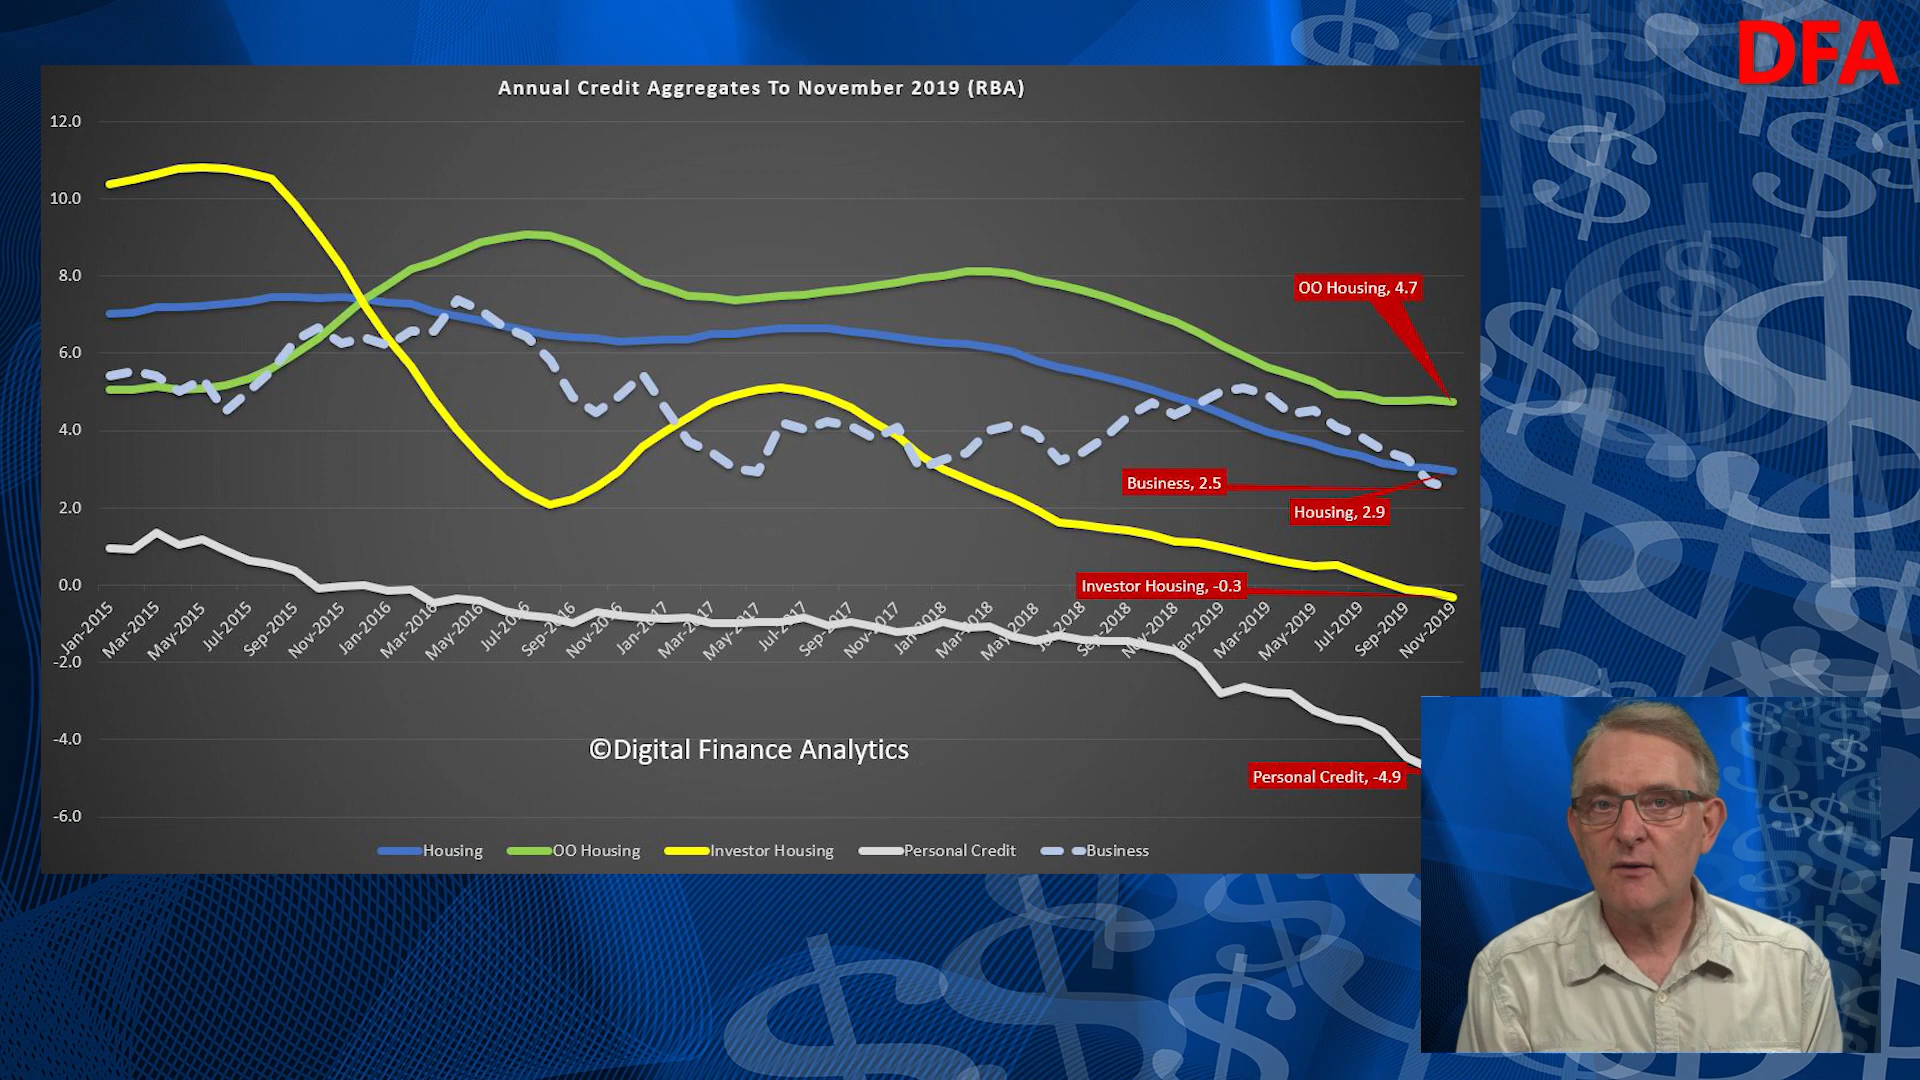 DFA
Annual Credit Aggregates To November 2019 (RBA)
12.0
10.0
8.0
6.0
4.0
2.0
0.0
-2.0
-4.0
-6.0
OO Housing, 4.7
Business, 2.5
Housing, 2.9
Investor Housing, -0.3
Personal Credit, -4.9
Jan-2015
Mar-2015
May-2015
Jul-2015
Sep-2015
Nov-2015
Jan-2016
Mar-2016
May-2016
Jul-2016
Sep-2016
Nov-2016
Jan-2017
Mar-2017
May-2017
Jul-2017
Sep-2017
Nov-2017
Jan-2018
Mar-2018
May-2018
Jul-2018
Sep-2018
Nov-2018
Jan-2019
Mar-2019
May-2019
Jul-2019
Sep-2019
Nov-2019
©Digital Finance Analytics
Housing OO Housing Investor Housing Personal Credit Business